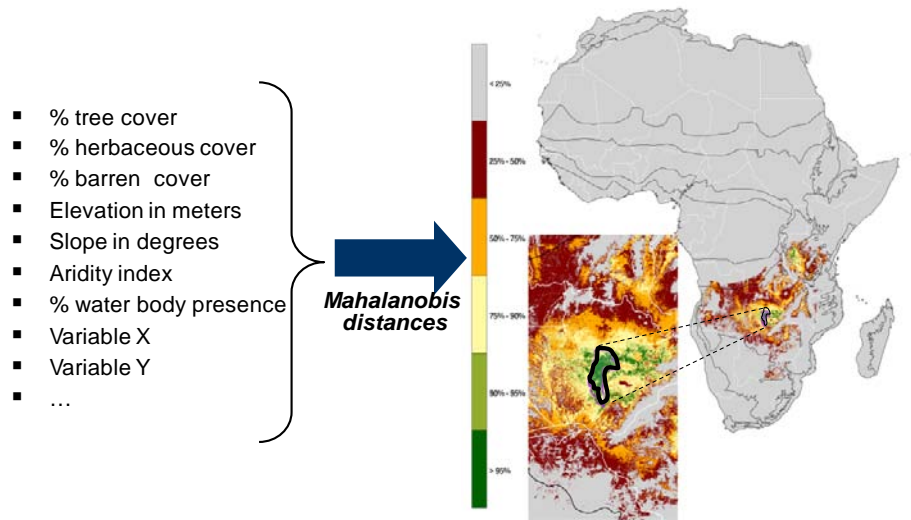 ▪ % tree cover
▪ % herbaceous cover
▪ % barren cover
▪ Elevation in meters
▪ Slope in degrees
▪ Aridity index
▪ % water body presence
▪ Variable X
▪ Variable Y
▪ …
Mahalanobis
distances
< 25%
25% - 50%
50% - 75%
75% - 90%
90% - 95%
> 95%